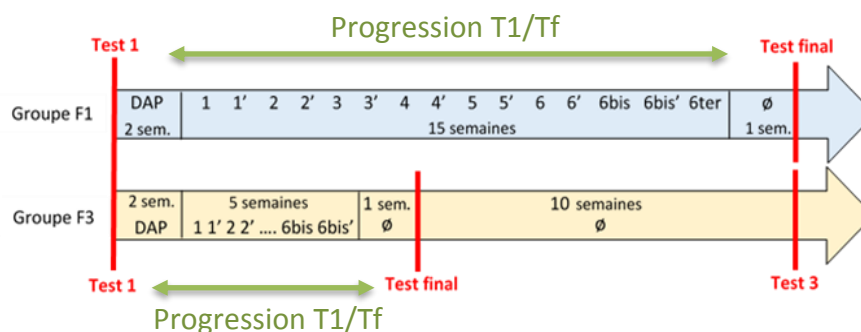 Progression T1/Tf
Test 1 Test final
Groupe F1
DAP 1 1' 2 2' 3 3' 4 4' 5 5' 6 6' 6bis 6bis' 6ter ø
2 sem. 15 semaines 1 sem.
Groupe F3
2 sem. 5 semaines 1 sem. 10 semaines
DAP 1 1' 2 2' .... 6bis 6bis' ø ø
Test 1 Test final Test 3
Progression T1/Tf